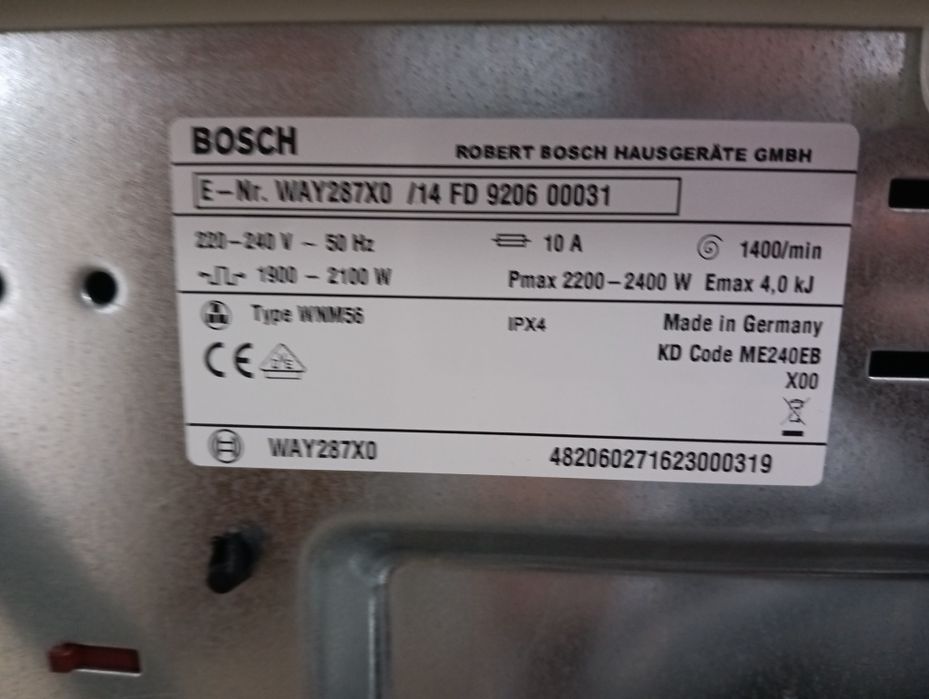 BOSCH
ROBERT BOSCH HAUSGERÄTE GMBH
E-Nr. WAY287X0 /14 FD 9206 00031
220-240 V ~ 50 Hz 10 A 1400/min
1900 - 2100 W Pmax 2200-2400 W Emax 4,0 kJ
Type WNM56 IPX4 Made in Germany
CE KD Code ME240EB
X00
WAY287X0 482060271623000319